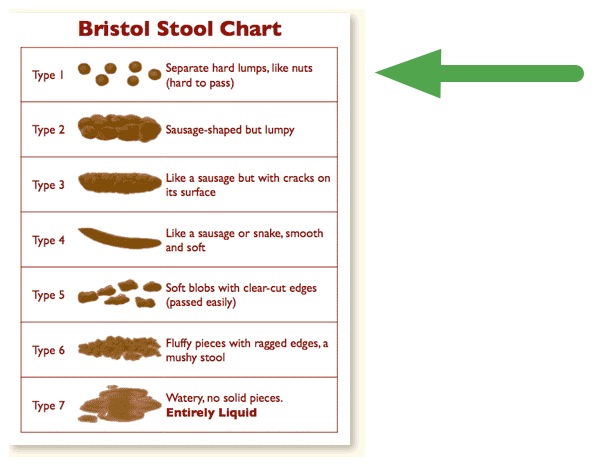 Bristol Stool Chart
Type 1
Separate hard lumps, like nuts
(hard to pass)
Type 2
Sausage-shaped but lumpy
Type 3
Like a sausage but with cracks on
its surface
Type 4
Like a sausage or snake, smooth
and soft
Type 5
Soft blobs with clear-cut edges
(passed easily)
Type 6
Fluffy pieces with ragged edges, a
mushy stool
Type 7
Watery, no solid pieces.
Entirely Liquid